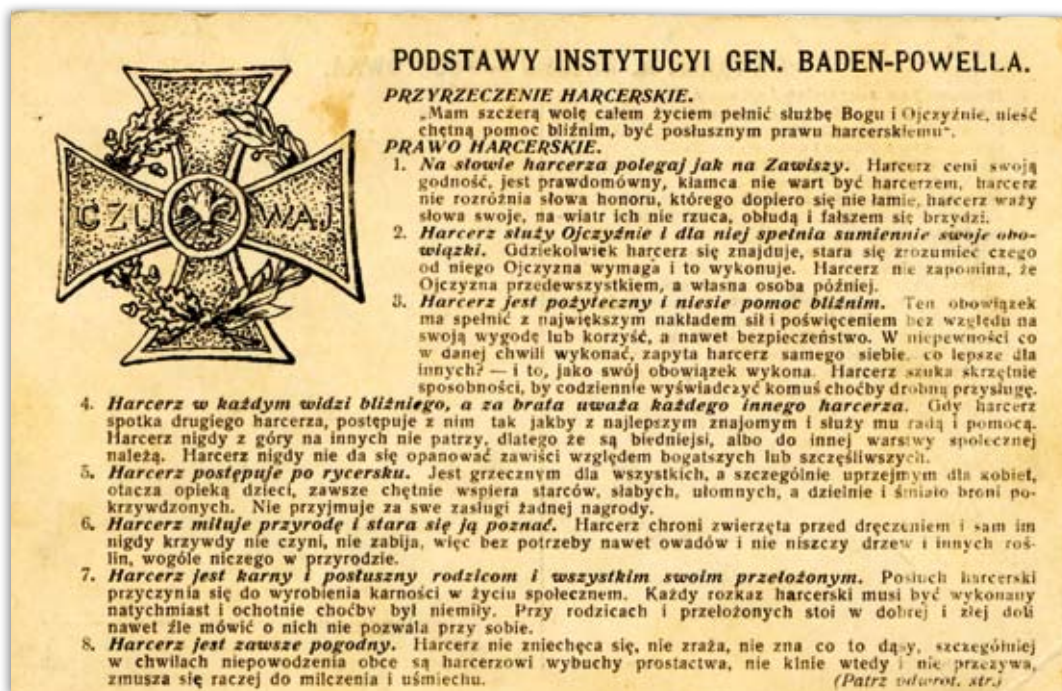 PODSTAWY INSTYTUCYI GEN. BADEN-POWELLA.
PRZYRZECZENIE HARCERSKIE.
„Mam szczerą wolę całem życiem pełnić służbę Bogu i Ojczyźnie, nieść
chętną pomoc bliźnim, być posłusznym prawu harcerskiemu“.
PRAWO HARCERSKIE.
1. Na słowie harcerza polegaj jak na Zawiszy. Harcerz ceni swoją
godność, jest prawdomówny, kłamca nie wart być harcerzem, harcerz
nie rozróżnia słowa honoru, którego dopiero się nie łamie, harcerz waży
słowa swoje, na wiatr ich nie rzuca, obłudą i fałszem się brzydzi.
2. Harcerz służy Ojczyźnie i dla niej spełnia sumiennie swoje obo-
wiązki. Gdziekolwiek harcerz się znajduje, stara się zrozumieć czego
od niego Ojczyzna wymaga i to wykonuje. Harcerz nie zapomina, że
Ojczyzna przedewszystkiem, a własna osoba później.
CZUWAJ
3. Harcerz jest pożyteczny i niesie pomoc bliźnim. Ten obowiązek
ma spełnić z największym nakładem sił i poświęceniem bez względu na
swoją wygodę lub korzyść, a nawet bezpieczeństwo. W niepewności co
w danej chwili wykonać, zapyta harcerz samego siebie, co lepsze dla
innych? — i to, jako swój obowiązek wykona. Harcerz szuka skrzętnie
sposobności, by codziennie wyświadczyć komuś choćby drobną przysługę.
4. Harcerz w każdym widzi bliźniego, a za brata uważa każdego innego harcerza. Gdy harcerz
spotka drugiego harcerza, postępuje z nim tak jakby z najlepszym znajomym i służy mu radą i pomocą.
Harcerz nigdy z góry na innych nie patrzy, dlatego że są biedniejsi, albo do innej warstwy społecznej
należą. Harcerz nigdy nie da się opanować zawiści względem bogatszych lub szczęśliwszych.
5. Harcerz postępuje po rycersku. Jest grzecznym dla wszystkich, a szczególnie uprzejmym dla kobiet,
otacza opieką dzieci, zawsze chętnie wspiera starców, słabych, ułomnych, a dzielnie i śmiało broni po-
krzywdzonych. Nie przyjmuje za swe zasługi żadnej nagrody.
6. Harcerz miłuje przyrodę i stara się ją poznać. Harcerz chroni zwierzęta przed dręczeniem i sam im
nigdy krzywdy nie czyni, nie zabija, więc bez potrzeby nawet owadów i nie niszczy drzew i innych roś-
lin, wogóle niczego w przyrodzie.
7. Harcerz jest karny i posłuszny rodzicom i wszystkim swoim przełożonym. Posłuch harcerski
przyczynia się do wyrobienia karności w życiu społecznem. Każdy rozkaz harcerski musi być wykonany
natychmiast i ochotnie choćby był niemiły. Przy rodzicach i przełożonych stoi w dobrej i złej doli
nawet źle mówić o nich nie pozwala przy sobie.
8. Harcerz jest zawsze pogodny. Harcerz nie zniechęca się, nie zraża, nie zna co to dąsy, szczególniej
w chwilach niepowodzenia obce są harcerzowi wybuchy prostactwa, nie klnie wtedy i nie przezywa,
zmusza się raczej do milczenia i uśmiechu.
(Patrz odwrot. str.)